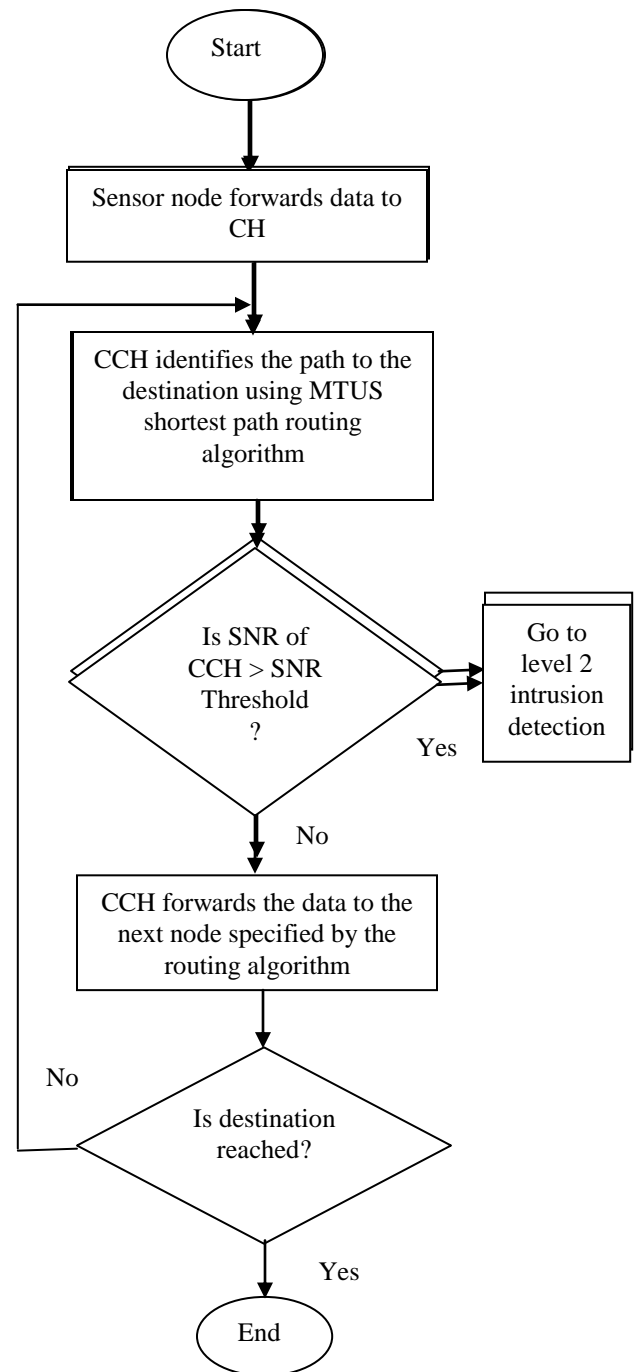 Start
Sensor node forwards data to
CH
CCH identifies the path to the
destination using MTUS
shortest path routing
algorithm
Is SNR of
CCH > SNR
Threshold
?
Yes
Go to
level 2
intrusion
detection
No
CCH forwards the data to the
next node specified by the
routing algorithm
No
Is destination
reached?
Yes
End